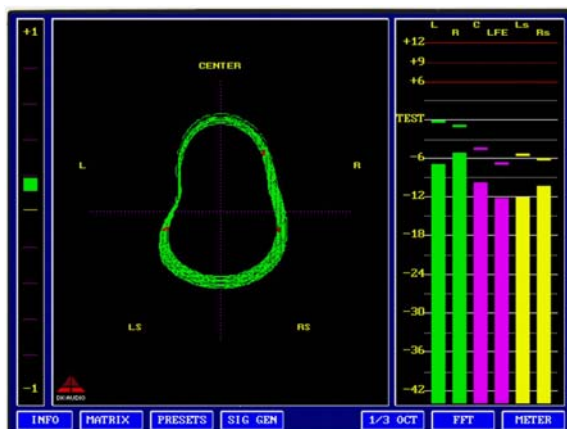 +1
-1
CENTER
L
R
LS
RS
DK-AUDIO
L
R
C
LFE
Ls
Rs
+12
+9
+6
TEST
-6
-12
-18
-24
-30
-36
-42
INFO
MATRIX
PRESETS
SIG GEN
1/3 OCT
FFT
METER